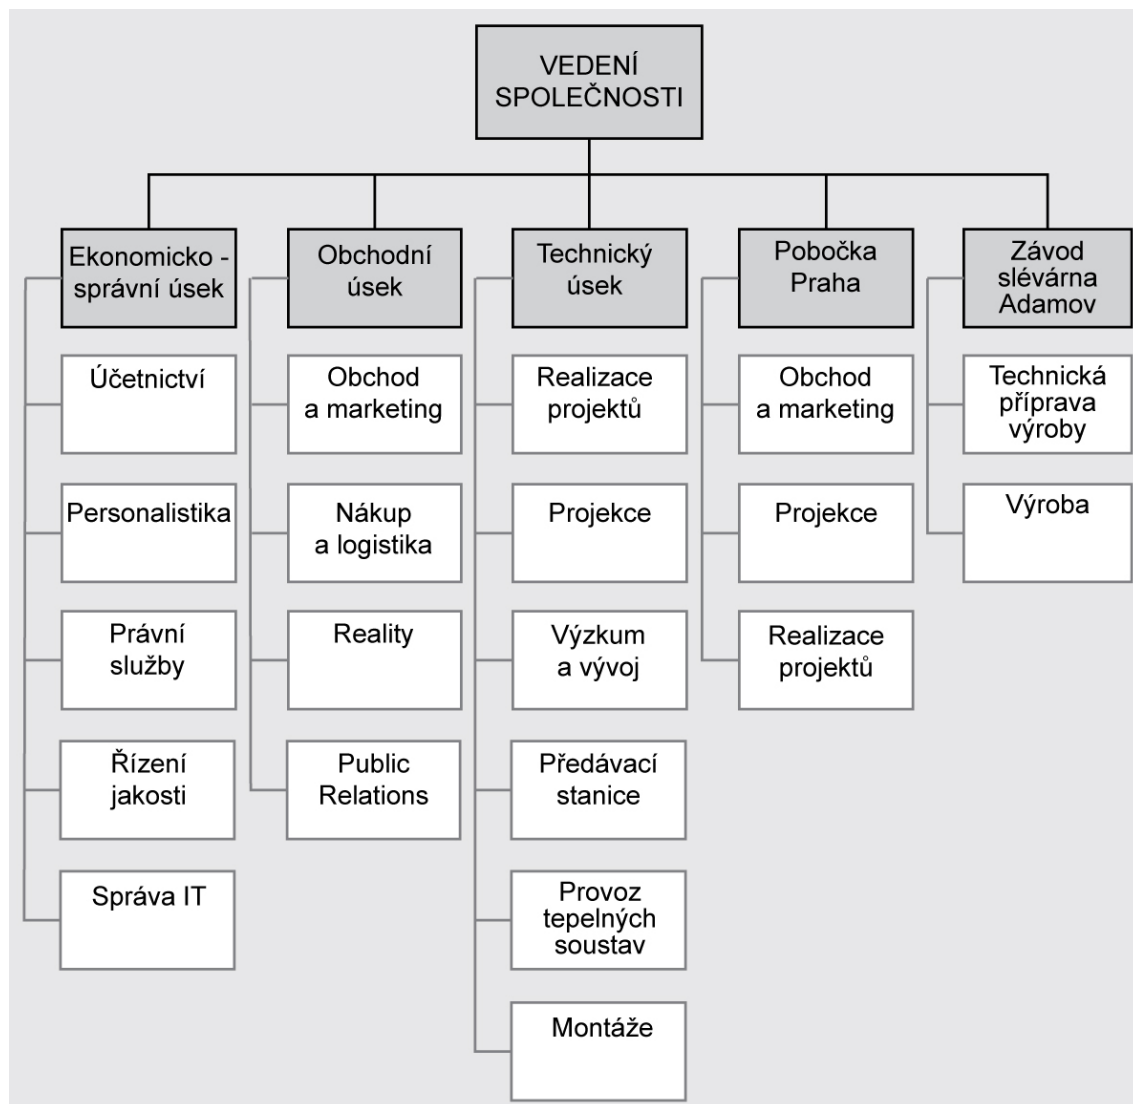 VEDENÍ
SPOLEČNOSTI
Ekonomicko -
správní úsek
Účetnictví
Personalistika
Právní
služby
Řízení
jakosti
Správa IT
Obchodní
úsek
Obchod
a marketing
Nákup
a logistika
Reality
Public
Relations
Technický
úsek
Realizace
projektů
Projekce
Výzkum
a vývoj
Předávací
stanice
Provoz
tepelných
soustav
Montáže
Pobočka
Praha
Obchod
a marketing
Projekce
Realizace
projektů
Závod
slévárna
Adamov
Technická
příprava
výroby
Výroba